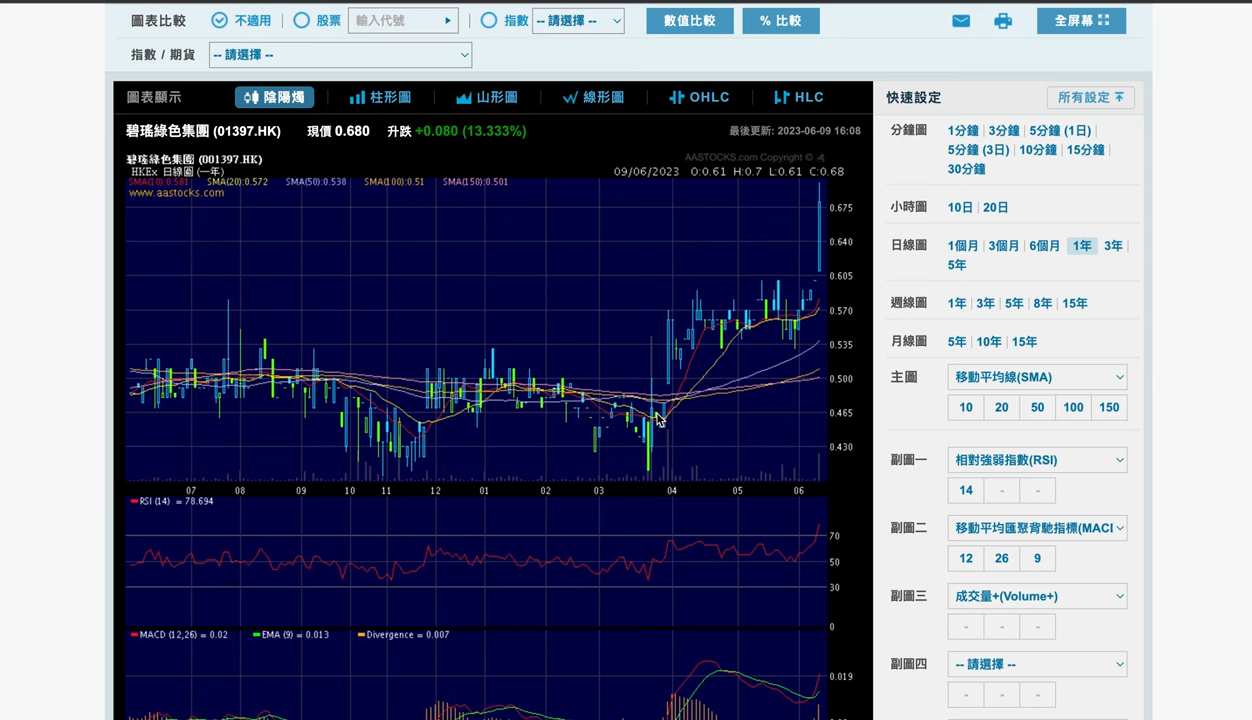 圖表比較 不適用 股票 輸入代號 指數 -- 請選擇 -- 數值比較 % 比較 全屏幕
指數 / 期貨 -- 請選擇 --
圖表顯示 陰陽燭 柱形圖 山形圖 線形圖 OHLC HLC
碧瑤綠色集團 (01397.HK) 現價 0.680 升跌 +0.080 (13.333%) 最後更新: 2023-06-09 16:08
碧瑤綠色集團 (001397.HK)
AASTOCKS.com Copyright ©
HKEx 日線圖 (一年) 09/06/2023 O:0.61 H:0.7 L:0.61 C:0.68
SMA(10):0.581 SMA(20):0.572 SMA(50):0.538 SMA(100):0.51 SMA(150):0.501
www.aastocks.com
0.675
0.640
0.605
0.570
0.535
0.500
0.465
0.430
07 08 09 10 11 12 01 02 03 04 05 06
RSI (14) = 78.694
70
50
30
0
MACD (12,26) = 0.02 EMA (9) = 0.013 Divergence = 0.007
0.019
快速設定 所有設定
分鐘圖 1分鐘 | 3分鐘 | 5分鐘 (1日) |
5分鐘 (3日) | 10分鐘 | 15分鐘 |
30分鐘
小時圖 10日 | 20日
日線圖 1個月 | 3個月 | 6個月 | 1年 | 3年 |
5年
週線圖 1年 | 3年 | 5年 | 8年 | 15年
月線圖 5年 | 10年 | 15年
主圖 移動平均線(SMA)
10 20 50 100 150
副圖一 相對強弱指數(RSI)
14 - -
副圖二 移動平均匯聚背馳指標(MACD
12 26 9
副圖三 成交量+(Volume+)
- - -
副圖四 -- 請選擇 --
- - -